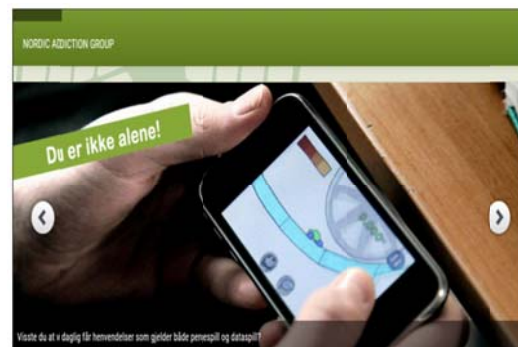 NORDIC ADDICTION GROUP
Du er ikke alene!
Visste du at vi daglig får henvendelser som gjelder både penespill og dataspill?